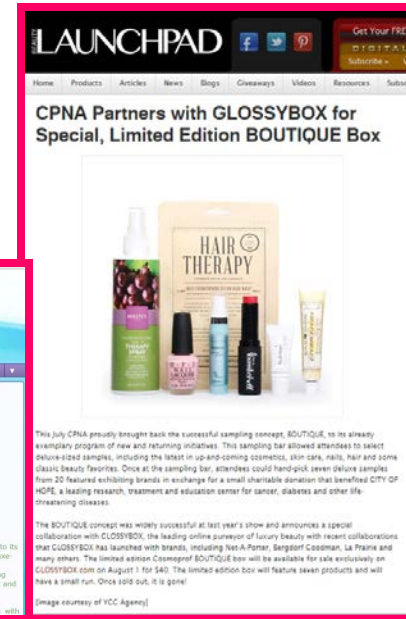 BEAUTY LAUNCHPAD
Get Your FRE
DIGITAL
Subscribe »
Home Products Articles News Blogs Giveaways Videos Resources Subsc
CPNA Partners with GLOSSYBOX for
Special, Limited Edition BOUTIQUE Box
HAIR
THERAPY
THERAPY
SPRAY
This July CPNA proudly brought back the successful sampling concept, BOUTIQUE, to its already
exemplary program of new and returning initiatives. This sampling bar allowed attendees to select
deluxe-sized samples, including the latest in up-and-coming cosmetics, skin care, nails, hair and some
classic beauty favorites. Once at the sampling bar, attendees could hand-pick seven deluxe samples
from 20 featured exhibiting brands in exchange for a small charitable donation that benefited CITY OF
HOPE, a leading research, treatment and education center for cancer, diabetes and other life-
threatening diseases.
The BOUTIQUE concept was widely successful at last year's show and announces a special
collaboration with GLOSSYBOX, the leading online purveyor of luxury beauty with recent collaborations
that GLOSSYBOX has launched with brands, including Net-A-Porter, Bergdorf Goodman, La Prairie and
many others. The limited edition Cosmoprof BOUTIQUE box will be available for sale exclusively on
GLOSSYBOX.com on August 1 for $40. The limited edition box will feature seven products and will
have a small run. Once sold out, it is gone!
[Image courtesy of YCC Agency]
to its
and
with